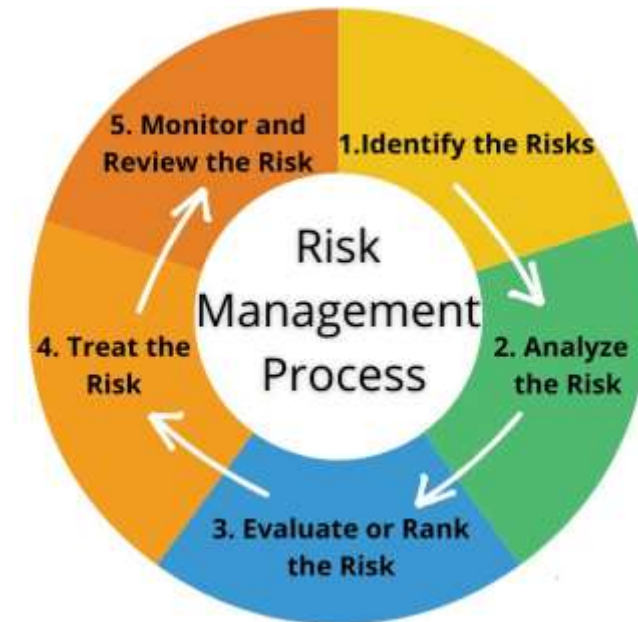 Risk
Management
Process
1.Identify the Risks
2. Analyze
the Risk
3. Evaluate or Rank
the Risk
4. Treat the
Risk
5. Monitor and
Review the Risk